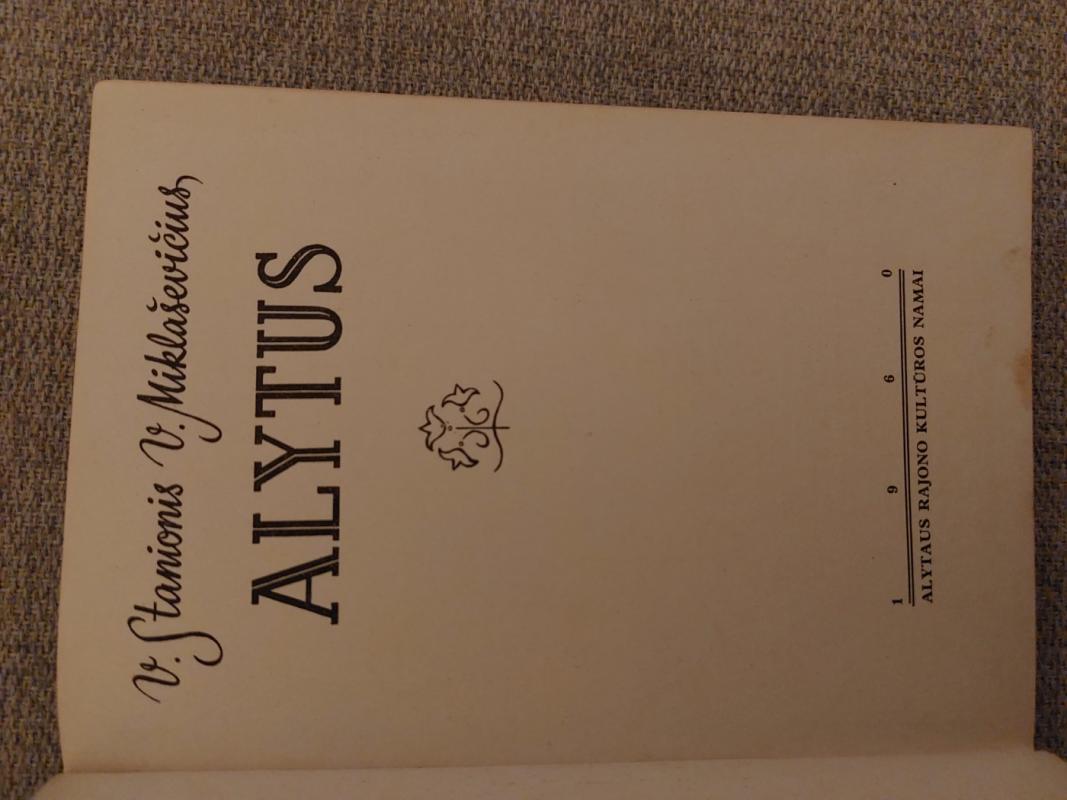 V. Stanionis V. Miklaševičius
ALYTUS
1 9 6 0
ALYTAUS RAJONO KULTŪROS NAMAI